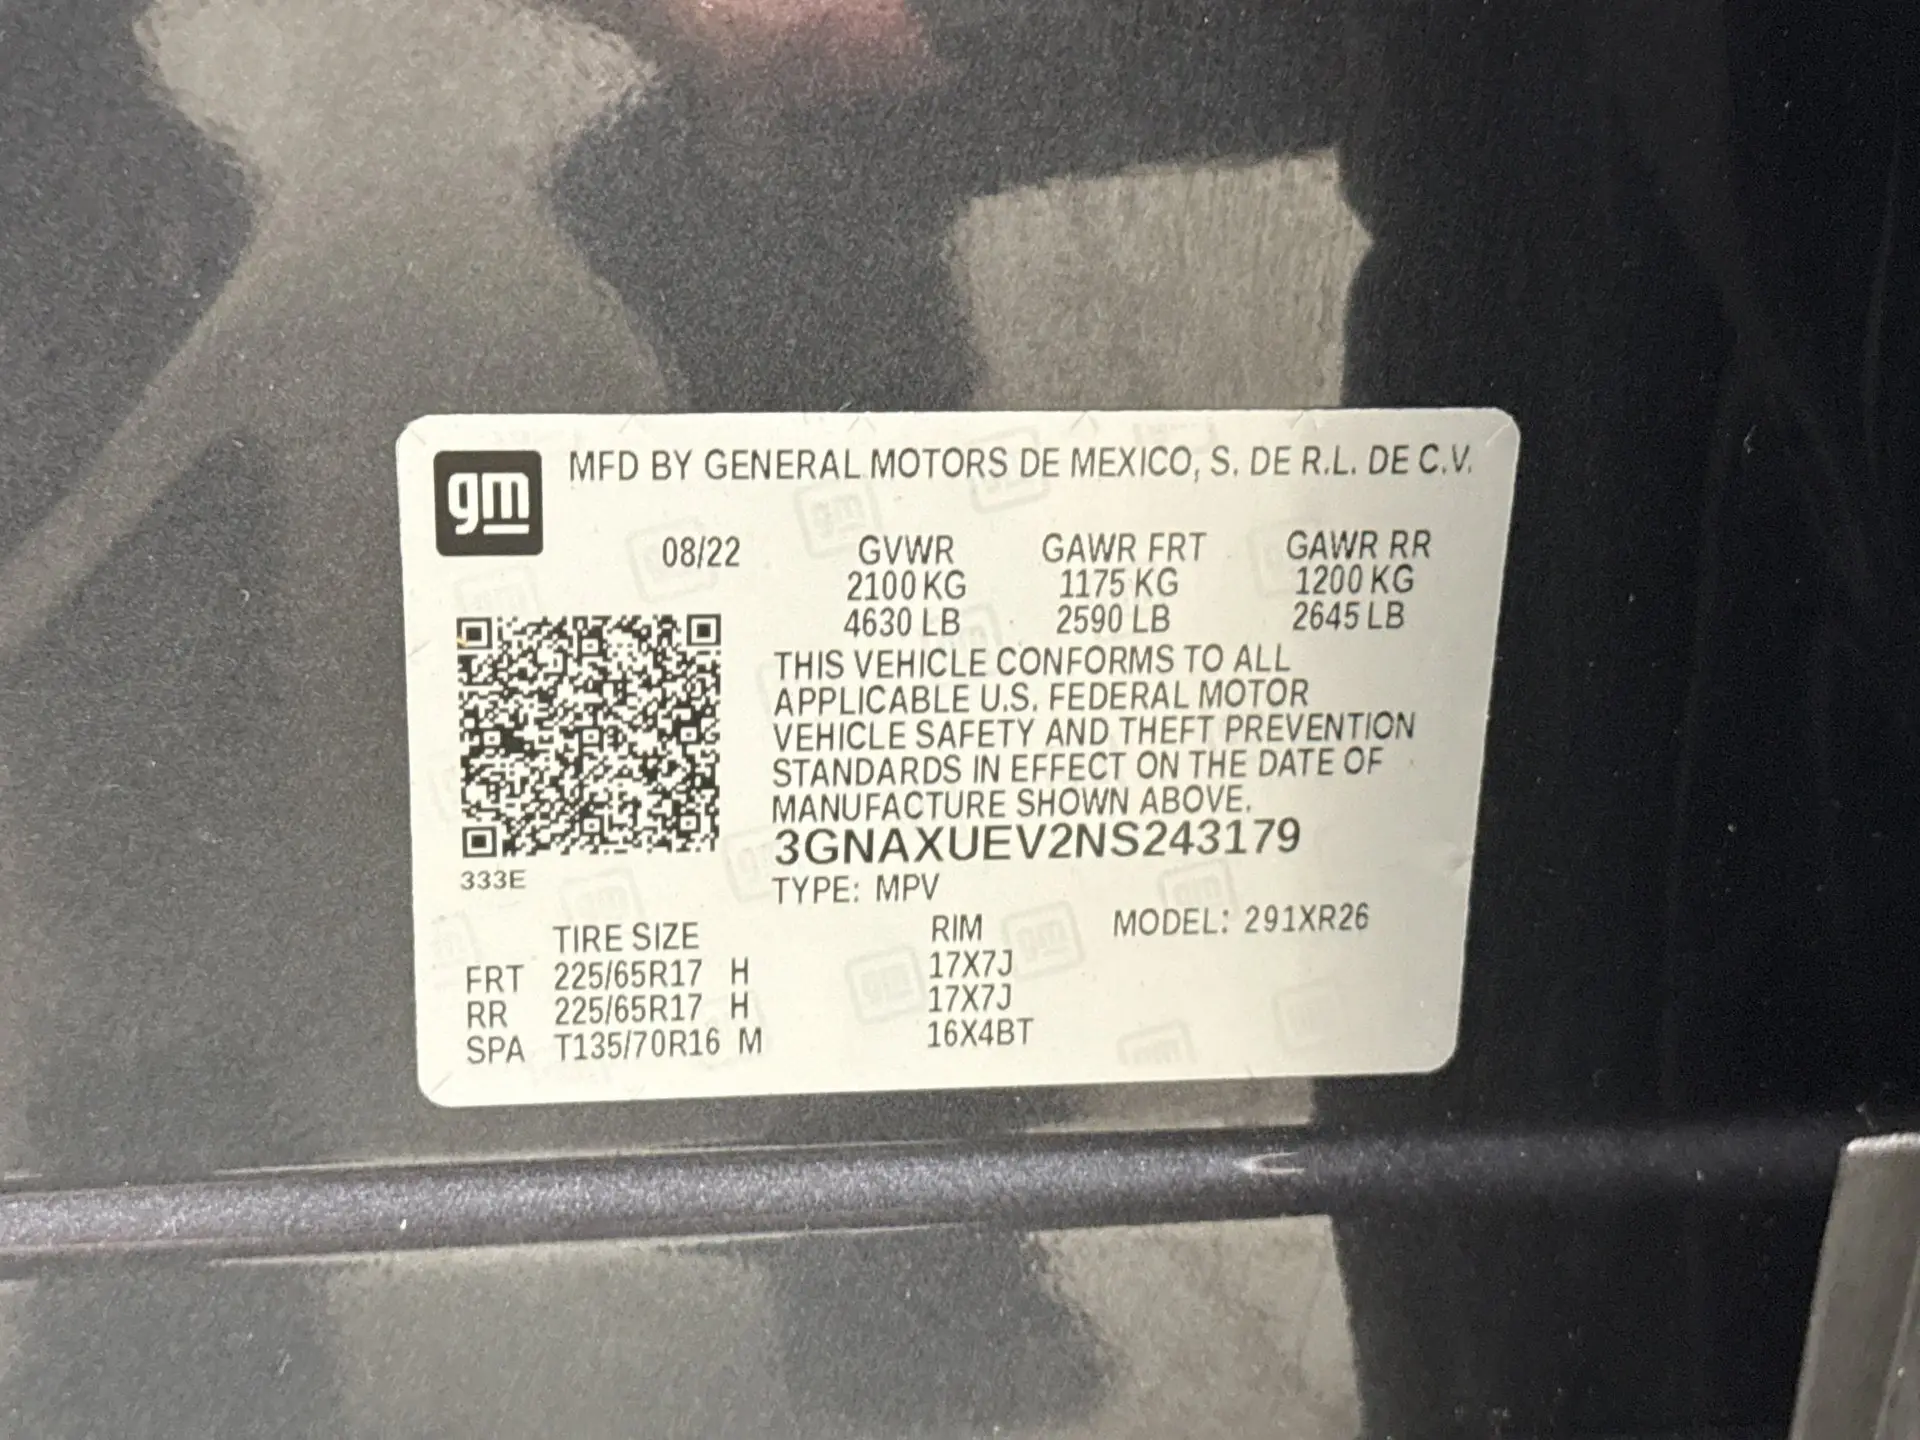 gm
MFD BY GENERAL MOTORS DE MEXICO, S. DE R.L. DE C.V.
08/22 GVWR GAWR FRT GAWR RR
2100 KG 1175 KG 1200 KG
4630 LB 2590 LB 2645 LB
THIS VEHICLE CONFORMS TO ALL
APPLICABLE U.S. FEDERAL MOTOR
VEHICLE SAFETY AND THEFT PREVENTION
STANDARDS IN EFFECT ON THE DATE OF
MANUFACTURE SHOWN ABOVE.
3GNAXUEV2NS243179
333E
TYPE: MPV
TIRE SIZE RIM MODEL: 291XR26
FRT 225/65R17 H 17X7J
RR 225/65R17 H 17X7J
SPA T135/70R16 M 16X4BT